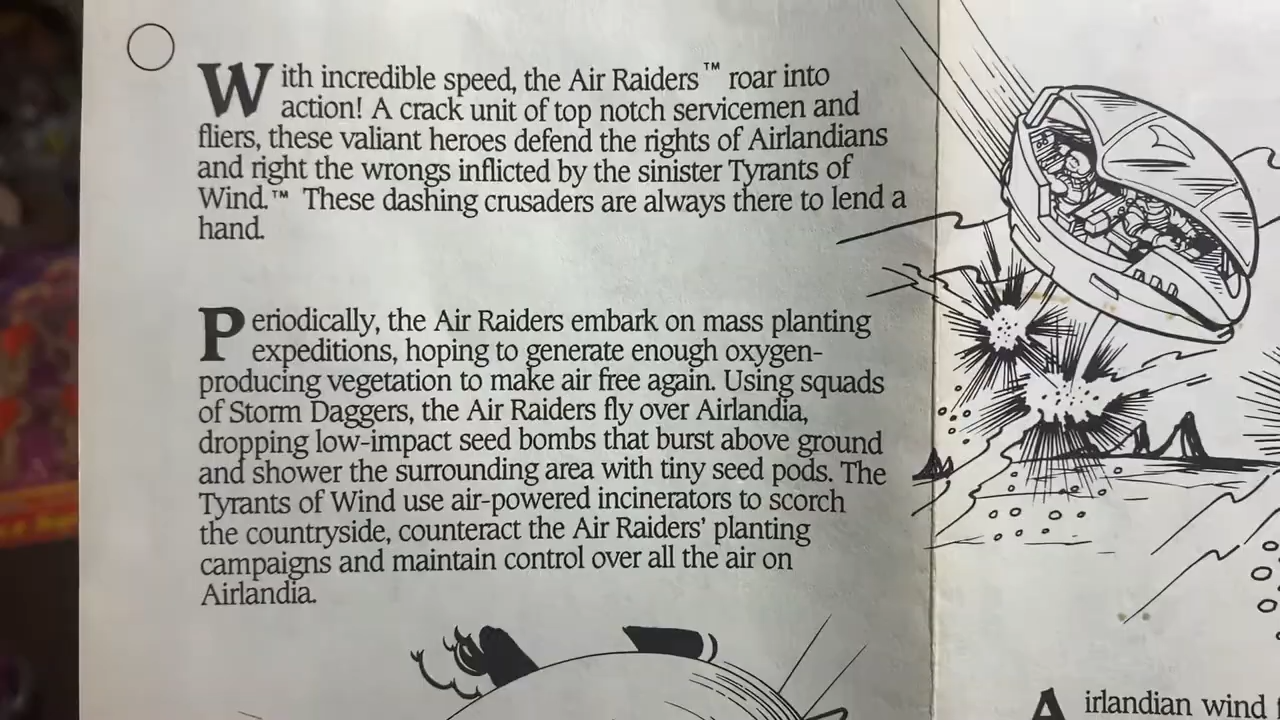 With incredible speed, the Air Raiders™ roar into
action! A crack unit of top notch servicemen and
fliers, these valiant heroes defend the rights of Airlandians
and right the wrongs inflicted by the sinister Tyrants of
Wind.™ These dashing crusaders are always there to lend a
hand.
Periodically, the Air Raiders embark on mass planting
expeditions, hoping to generate enough oxygen-
producing vegetation to make air free again. Using squads
of Storm Daggers, the Air Raiders fly over Airlandia,
dropping low-impact seed bombs that burst above ground
and shower the surrounding area with tiny seed pods. The
Tyrants of Wind use air-powered incinerators to scorch
the countryside, counteract the Air Raiders' planting
campaigns and maintain control over all the air on
Airlandia.
Airlandian wind